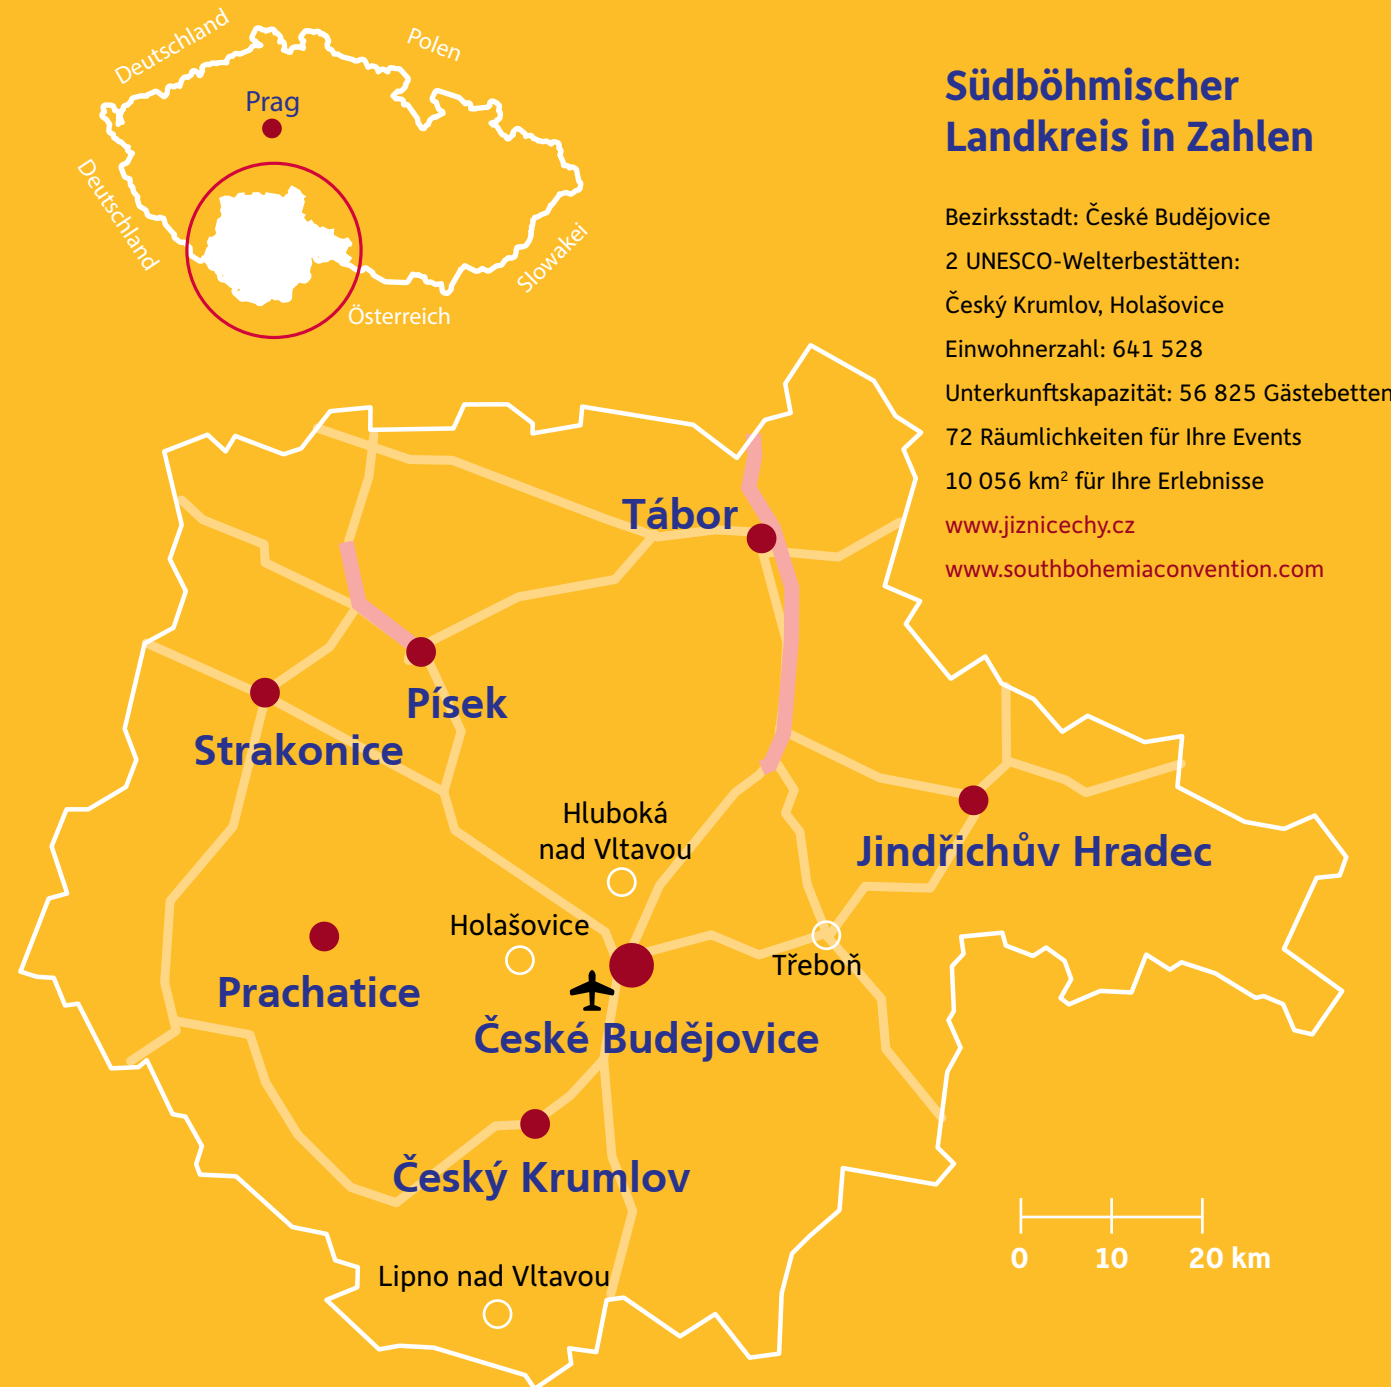 Deutschland
Polen
Prag
Deutschland
Slowakei
Österreich
Südböhmischer
Landkreis in Zahlen
Bezirksstadt: České Budějovice
2 UNESCO-Welterbestätten:
Český Krumlov, Holašovice
Einwohnerzahl: 641 528
Unterkunftskapazität: 56 825 Gästebetten
72 Räumlichkeiten für Ihre Events
10 056 km² für Ihre Erlebnisse
www.jiznicechy.cz
www.southbohemiaconvention.com
Tábor
Písek
Strakonice
Hluboká
nad Vltavou
Jindřichův Hradec
Holašovice
Třeboň
Prachatice
České Budějovice
Český Krumlov
Lipno nad Vltavou
0 10 20 km